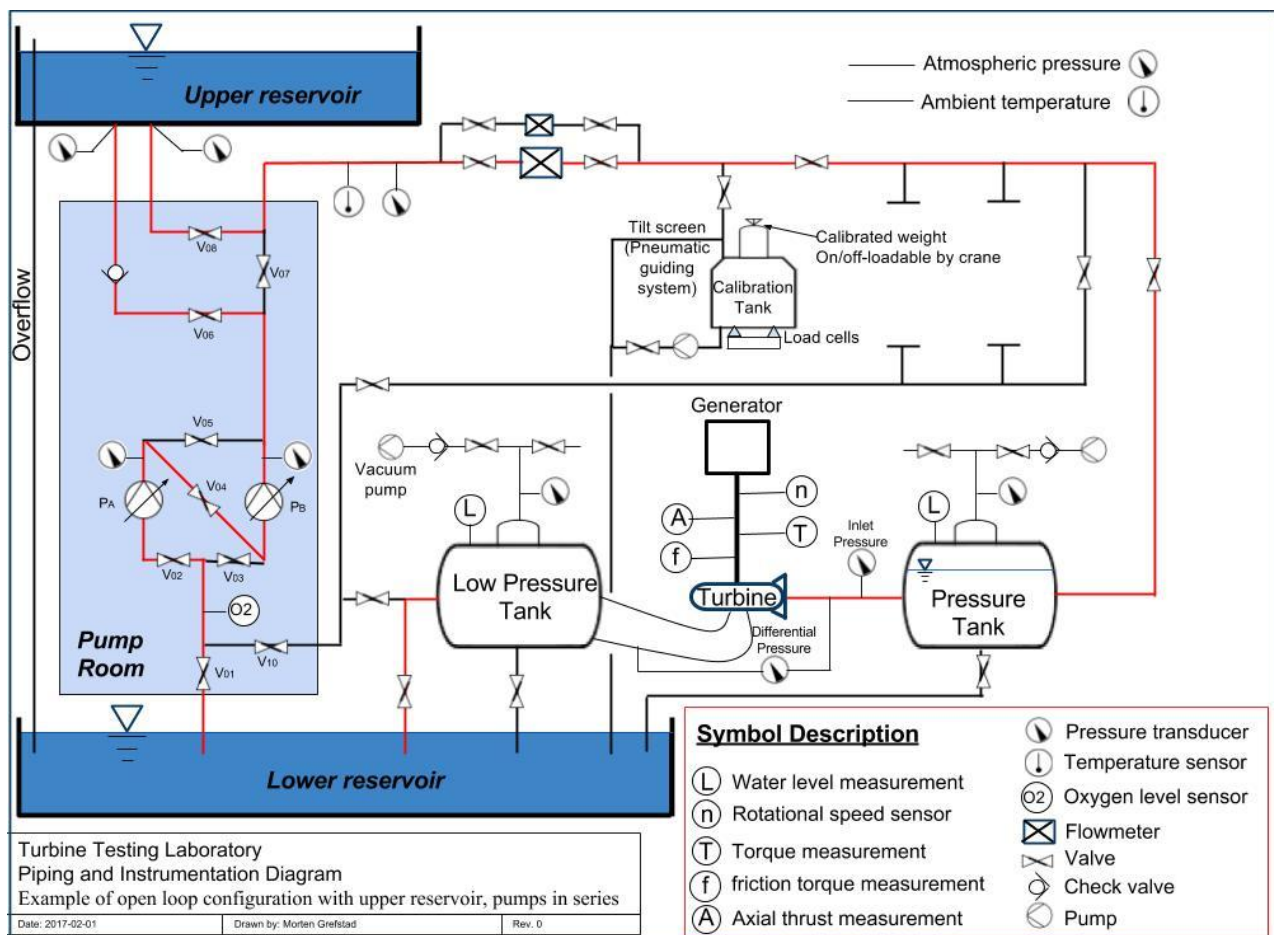 Upper reservoir
Atmospheric pressure
Ambient temperature
Overflow
V08
V07
V06
Tilt screen
(Pneumatic
guiding
system)
Calibrated weight
On/off-loadable by crane
Calibration
Tank
Load cells
V05
V04
PA
PB
V02
V03
O2
V01
V10
Pump
Room
Vacuum
pump
L
Low Pressure
Tank
Generator
n
A
T
f
Turbine
Inlet
Pressure
Differential
Pressure
L
Pressure
Tank
Lower reservoir
Symbol Description
L Water level measurement
n Rotational speed sensor
T Torque measurement
f friction torque measurement
A Axial thrust measurement
Pressure transducer
Temperature sensor
O2 Oxygen level sensor
Flowmeter
Valve
Check valve
Pump
Turbine Testing Laboratory
Piping and Instrumentation Diagram
Example of open loop configuration with upper reservoir, pumps in series
Date: 2017-02-01 Drawn by: Morten Grefstad Rev. 0